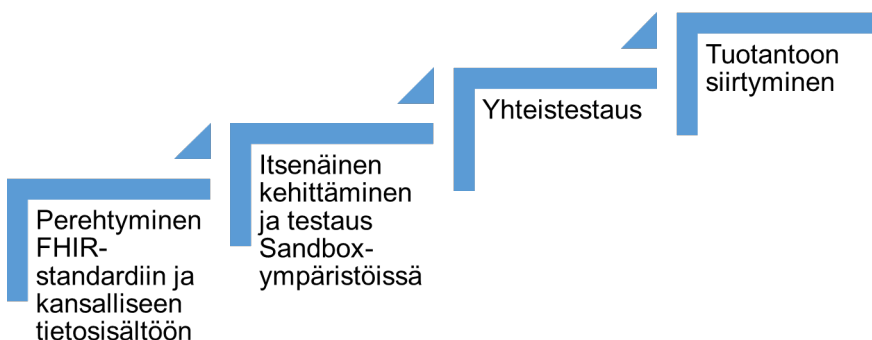 Perehtyminen
FHIR-
standardiin ja
kansalliseen
tietosisältöön
Itsenäinen
kehittäminen
ja testaus
Sandbox-
ympäristöissä
Yhteistestaus
Tuotantoon
siirtyminen